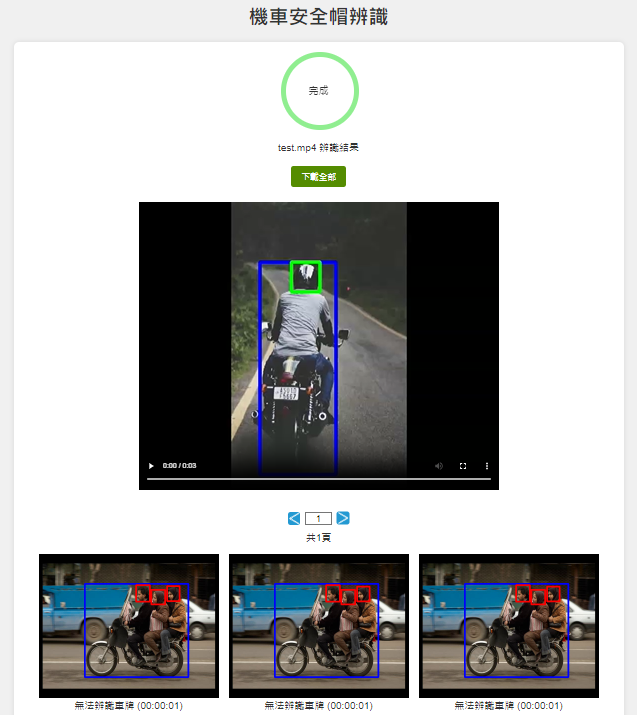 機車安全帽辨識
完成
test.mp4 辨識結果
下載全部
0:00 / 0:03
1
共1頁
無法辨識車牌 (00:00:01)
無法辨識車牌 (00:00:01)
無法辨識車牌 (00:00:01)